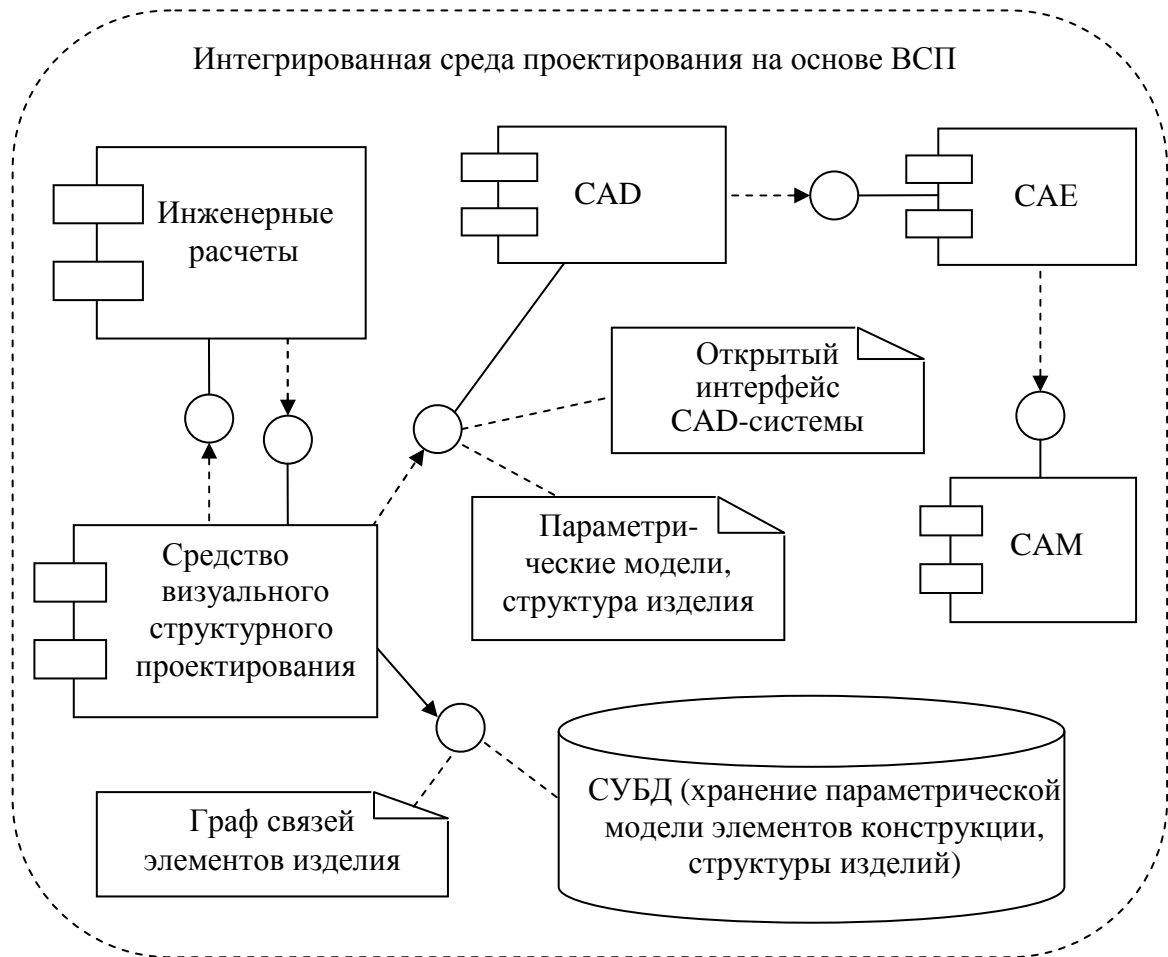 Интегрированная среда проектирования на основе ВСП
Инженерные
расчеты
CAD
CAE
Открытый
интерфейс
CAD-системы
Параметри-
ческие модели,
структура изделия
CAM
Средство
визуального
структурного
проектирования
Граф связей
элементов изделия
СУБД (хранение параметрической
модели элементов конструкции,
структуры изделий)